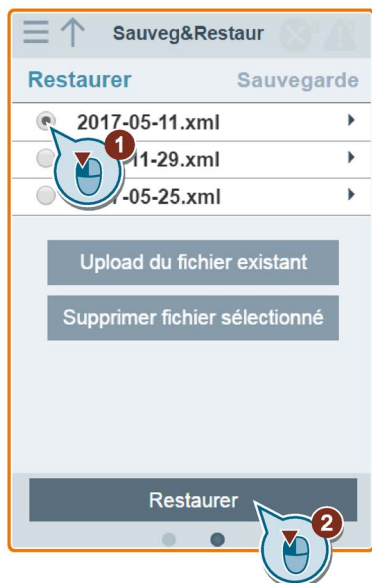 Sauveg&Restaur
Restaurer Sauvegarde
2017-05-11.xml
1
11-29.xml
-05-25.xml
Upload du fichier existant
Supprimer fichier sélectionné
Restaurer
2